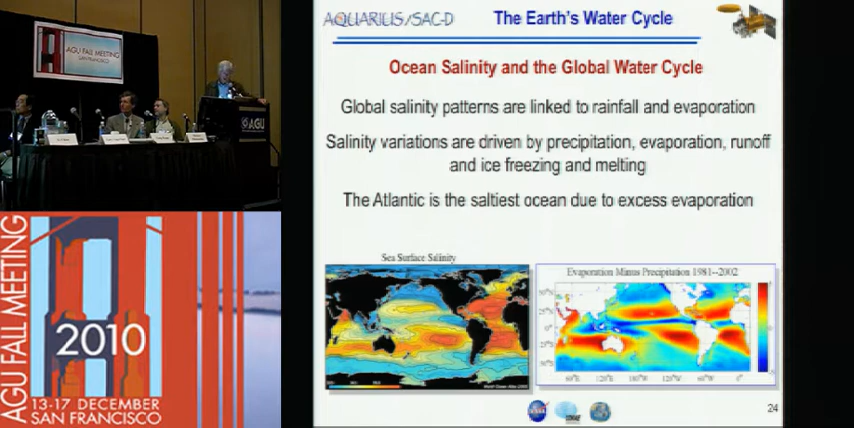 AGU FALL MEETING
SAN FRANCISCO
AGU
AGU FALL MEETING
2010
13-17 DECEMBER
SAN FRANCISCO
AQUARIUS/SAC-D
The Earth's Water Cycle
Ocean Salinity and the Global Water Cycle
Global salinity patterns are linked to rainfall and evaporation
Salinity variations are driven by precipitation, evaporation, runoff
and ice freezing and melting
The Atlantic is the saltiest ocean due to excess evaporation
Sea Surface Salinity
Evaporation Minus Precipitation 1981--2002
24